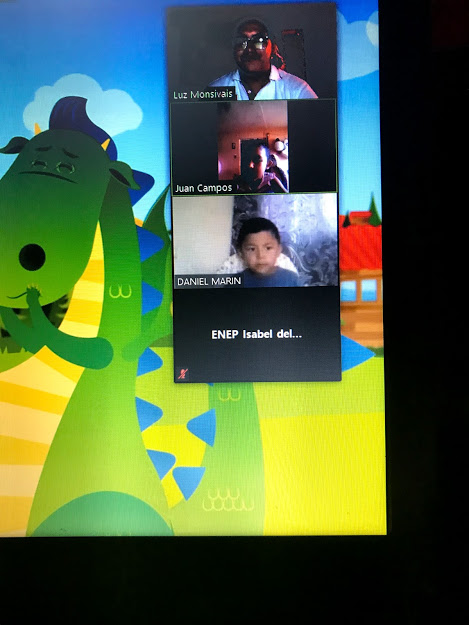 Luz Monsivais
Juan Campos
DANIEL MARIN
ENEP Isabel del...